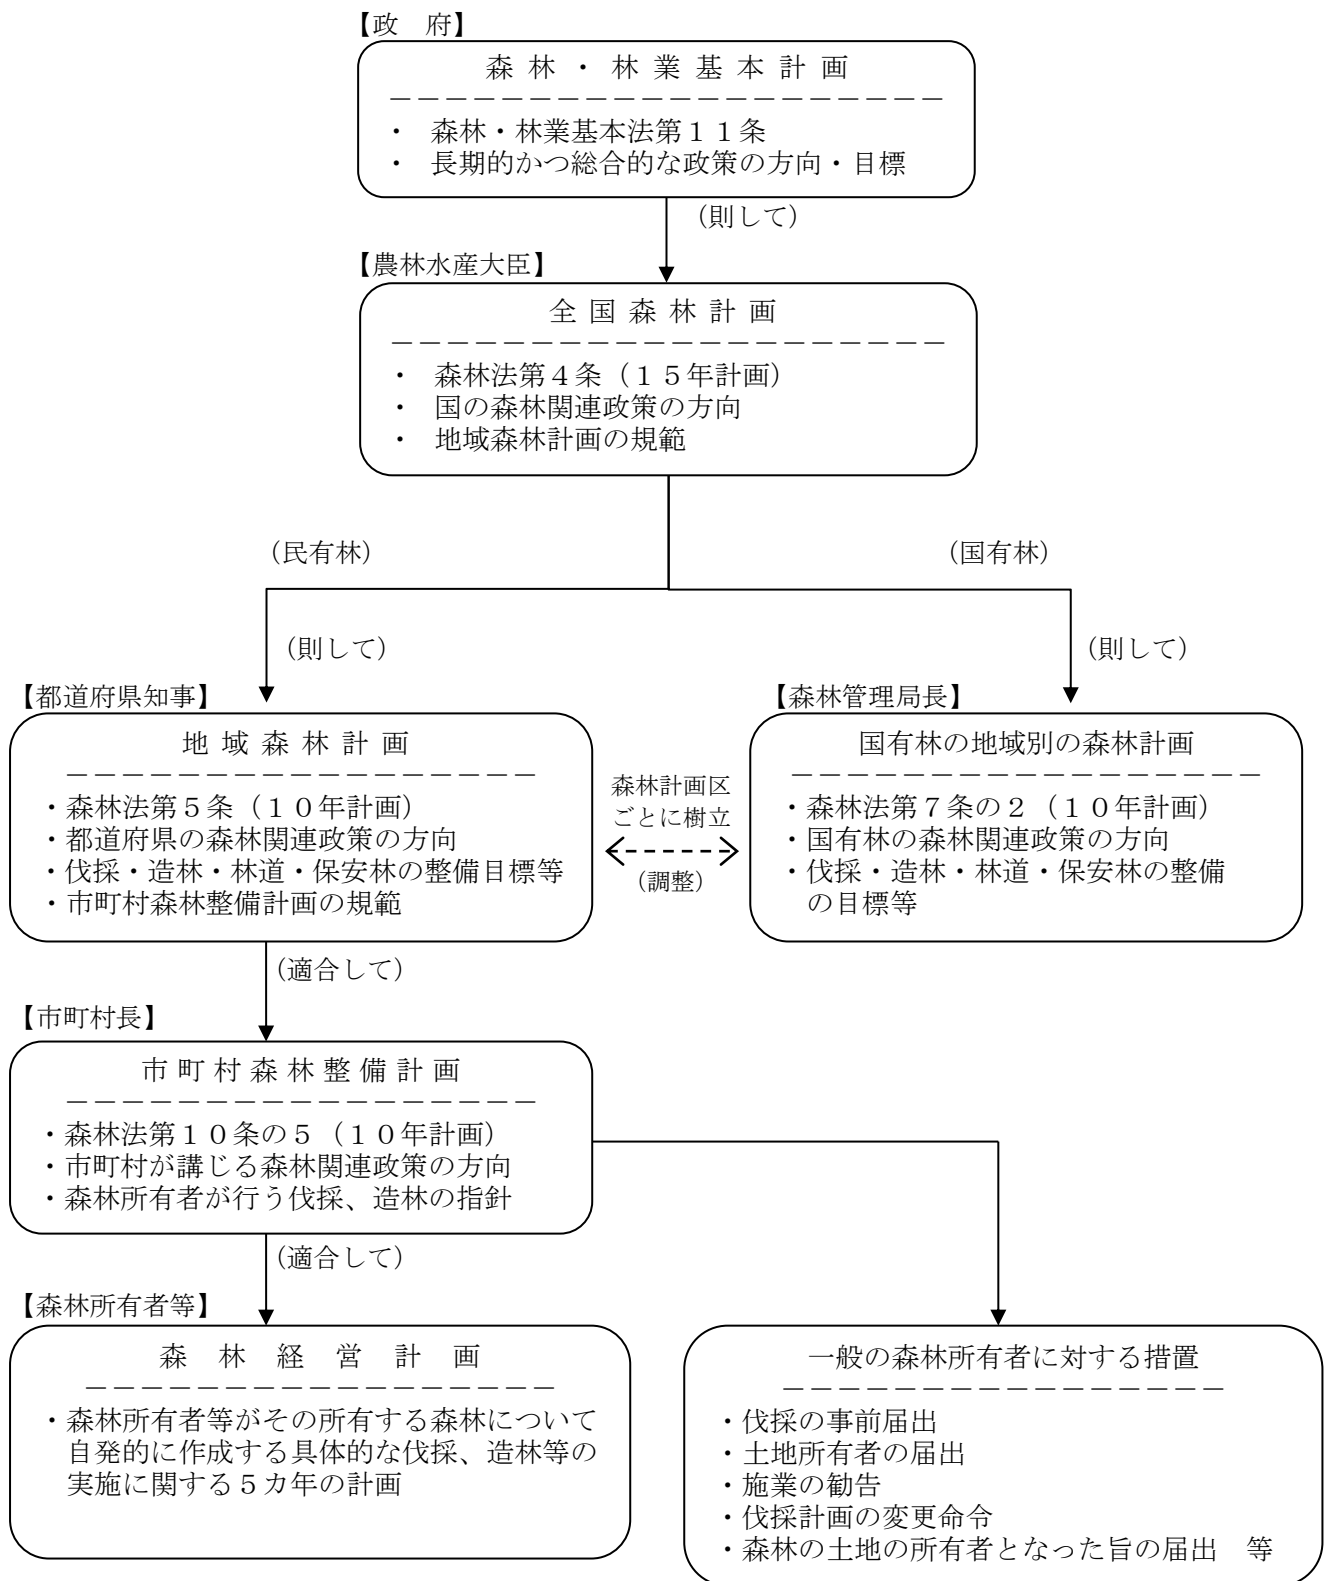 【政　府】
森林・林業基本計画
－－－－－－－－－－－－－－－－－－－－
・　森林・林業基本法第１１条
・　長期的かつ総合的な政策の方向・目標
（則して）
【農林水産大臣】
全国森林計画
－－－－－－－－－－－－－－－－－－－－
・　森林法第４条（１５年計画）
・　国の森林関連政策の方向
・　地域森林計画の規範
（民有林）
（国有林）
（則して）
（則して）
【都道府県知事】
地域森林計画
－－－－－－－－－－－－－－－－－
・森林法第５条（１０年計画）
・都道府県の森林関連政策の方向
・伐採・造林・林道・保安林の整備目標等
・市町村森林整備計画の規範
森林計画区
ごとに樹立
（調整）
【森林管理局長】
国有林の地域別の森林計画
－－－－－－－－－－－－－－－－－
・森林法第７条の２（１０年計画）
・国有林の森林関連政策の方向
・伐採・造林・林道・保安林の整備
の目標等
（適合して）
【市町村長】
市町村森林整備計画
－－－－－－－－－－－－－－－－－
・森林法第１０条の５（１０年計画）
・市町村が講じる森林関連政策の方向
・森林所有者が行う伐採、造林の指針
（適合して）
【森林所有者等】
森　林　経　営　計　画
－－－－－－－－－－－－－－－－－
・森林所有者等がその所有する森林について
自発的に作成する具体的な伐採、造林等の
実施に関する５カ年の計画
一般の森林所有者に対する措置
－－－－－－－－－－－－－－－－
・伐採の事前届出
・土地所有者の届出
・施業の勧告
・伐採計画の変更命令
・森林の土地の所有者となった旨の届出　等